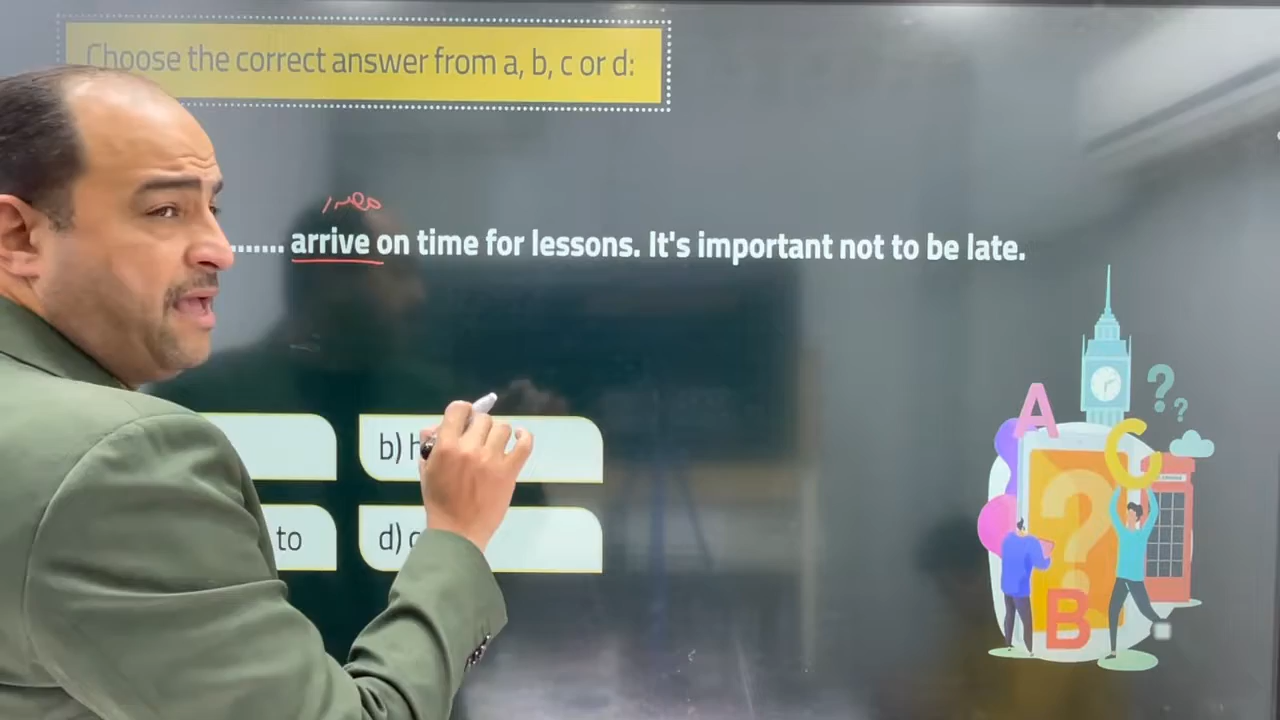 Choose the correct answer from a, b, c or d:
........ arrive on time for lessons. It's important not to be late.
b) h
to
d)
A
C
B